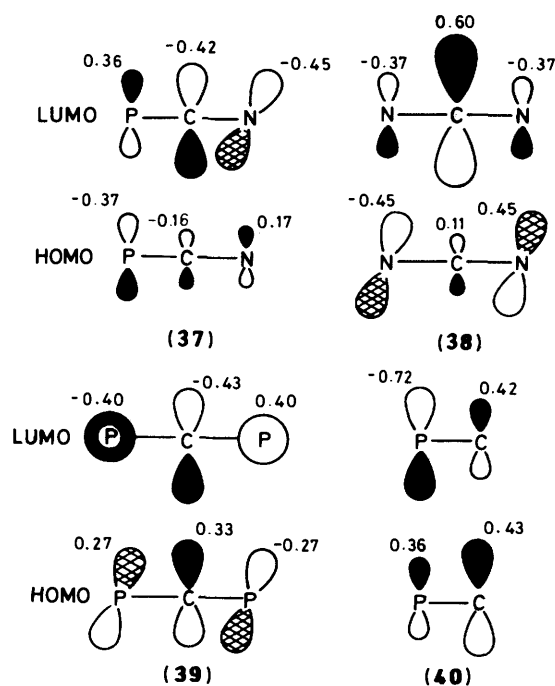 0.36 -0.42 -0.45
LUMO P C N
-0.37 0.60 -0.37
N C N
-0.37 -0.16 0.17
HOMO P C N
(37)
-0.45 0.11 0.45
N C N
(38)
-0.40 -0.43 0.40
LUMO P C P
-0.72 0.42
P C
0.27 0.33 -0.27
HOMO P C P
(39)
0.36 0.43
P C
(40)